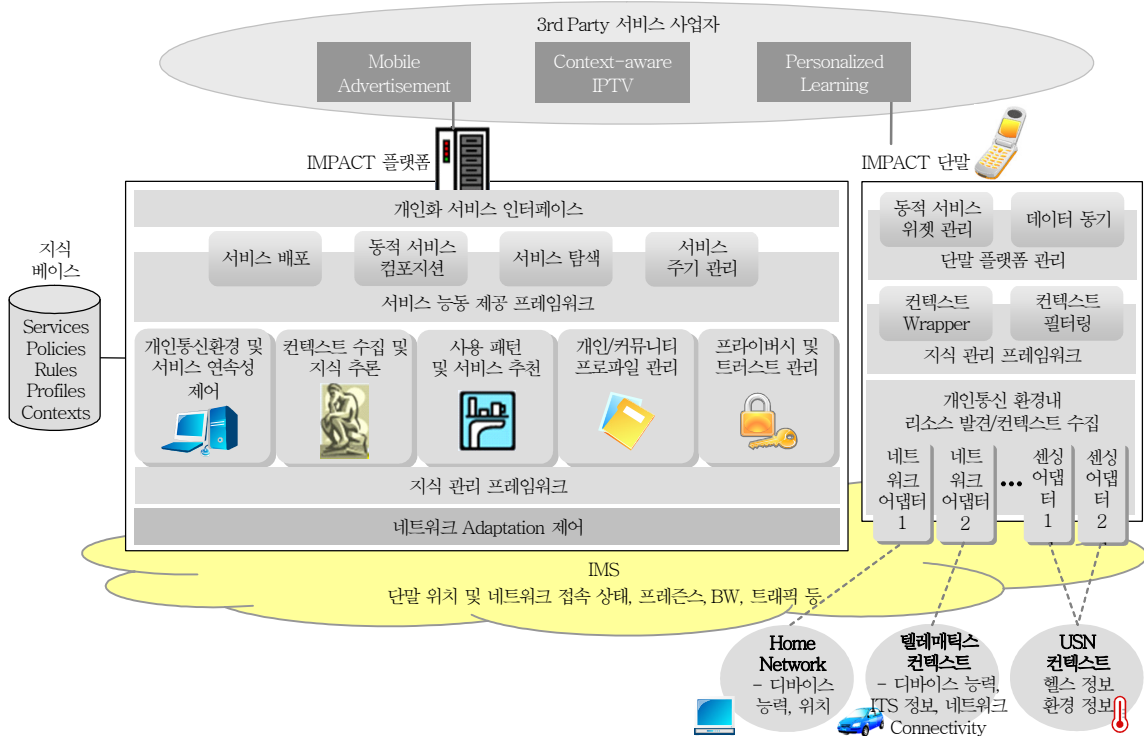 3rd Party 서비스 사업자
Mobile
Advertisement
Context-aware
IPTV
Personalized
Learning
IMPACT 플랫폼
IMPACT 단말
개인화 서비스 인터페이스
서비스 배포
동적 서비스
컴포지션
서비스 탐색
서비스
주기 관리
서비스 능동 제공 프레임워크
지식
베이스
Services
Policies
Rules
Profiles
Contexts
개인통신환경 및
서비스 연속성
제어
컨텍스트 수집 및
지식 추론
사용 패턴
및 서비스 추천
개인/커뮤니티
프로파일 관리
프라이버시 및
트러스트 관리
지식 관리 프레임워크
네트워크 Adaptation 제어
동적 서비스
위젯 관리
데이터 동기
단말 플랫폼 관리
컨텍스트
Wrapper
컨텍스트
필터링
지식 관리 프레임워크
개인통신 환경내
리소스 발견/컨텍스트 수집
네트
워크
어댑터
1
네트
워크
어댑터
2
...
센싱
어댑
터
1
센싱
어댑
터
2
IMS
단말 위치 및 네트워크 접속 상태, 프레즌스, BW, 트래픽 등
Home
Network
- 디바이스
능력, 위치
텔레매틱스
컨텍스트
- 디바이스 능력,
ITS 정보, 네트워크
Connectivity
USN
컨텍스트
헬스 정보
환경 정보